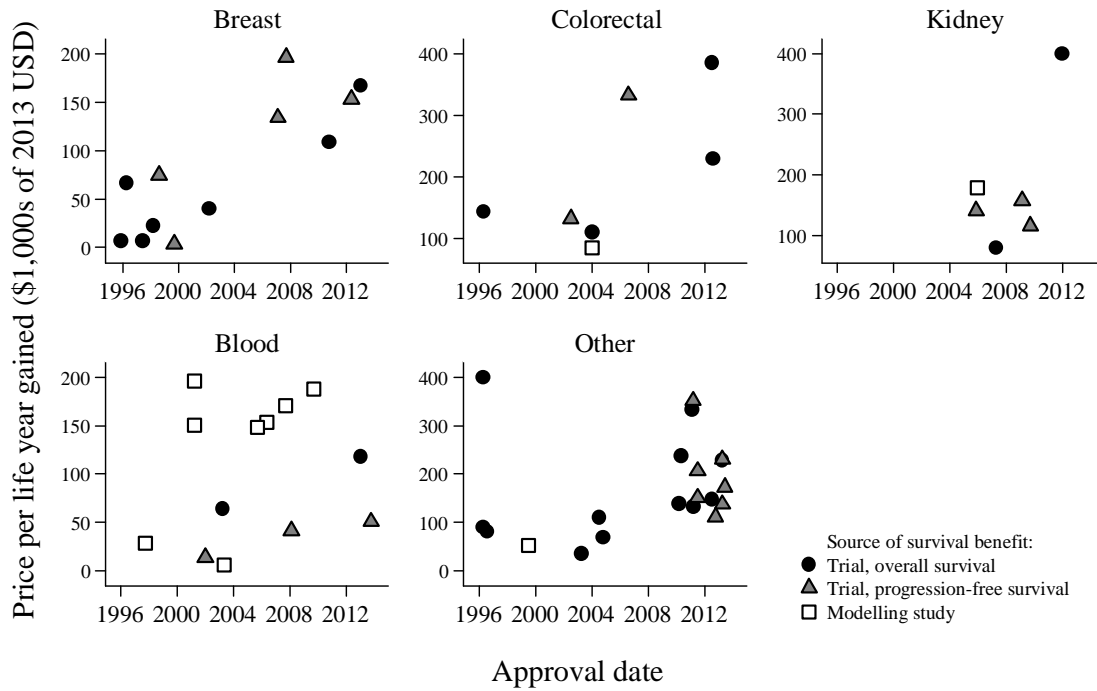 Price per life year gained ($1,000s of 2013 USD)
Breast
200
150
100
50
0
1996 2000 2004 2008 2012
Colorectal
400
300
200
100
1996 2000 2004 2008 2012
Kidney
400
300
200
100
1996 2000 2004 2008 2012
Blood
200
150
100
50
0
1996 2000 2004 2008 2012
Other
400
300
200
100
0
1996 2000 2004 2008 2012
Source of survival benefit:
Trial, overall survival
Trial, progression-free survival
Modelling study
Approval date